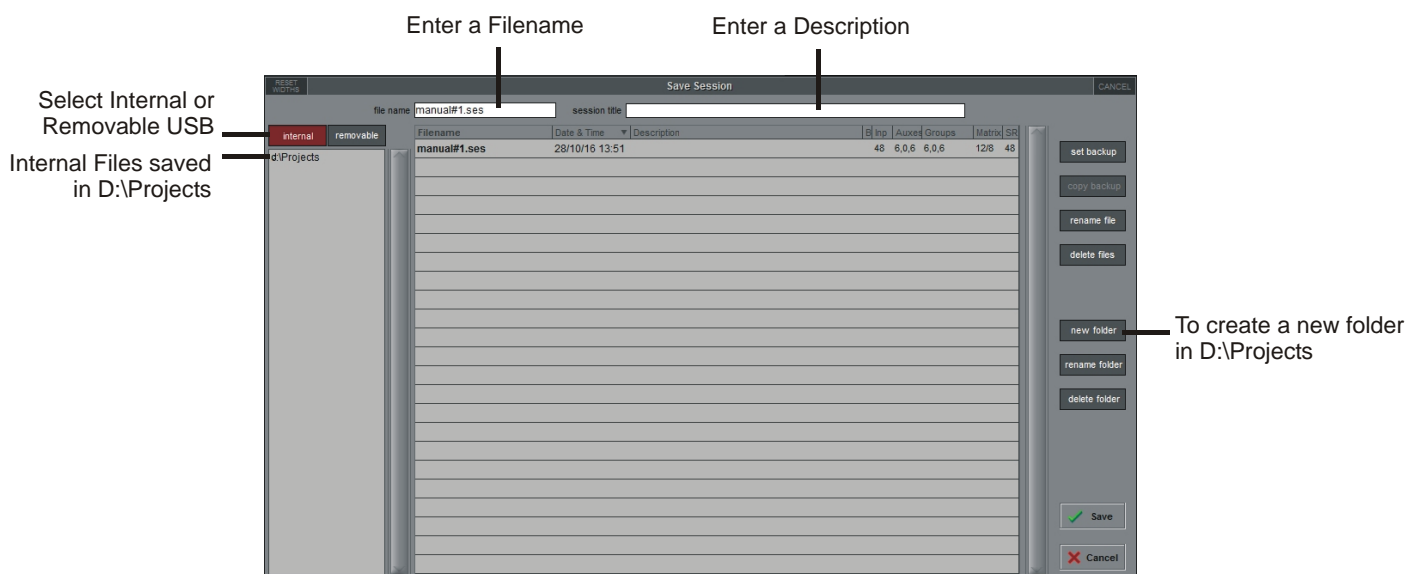 Enter a Filename
Enter a Description
Select Internal or
Removable USB
Internal Files saved
in D:\Projects
RESET
WIDTHS
Save Session
CANCEL
file name
manual#1.ses
session title
internal
removable
d:\Projects
Filename
Date & Time
Description
B
Inp
Auxes
Groups
Matrix
SR
manual#1.ses
28/10/16 13:51
48
6,0,6
6,0,6
12/8
48
set backup
copy backup
rename file
delete files
new folder
rename folder
delete folder
To create a new folder
in D:\Projects
Save
Cancel